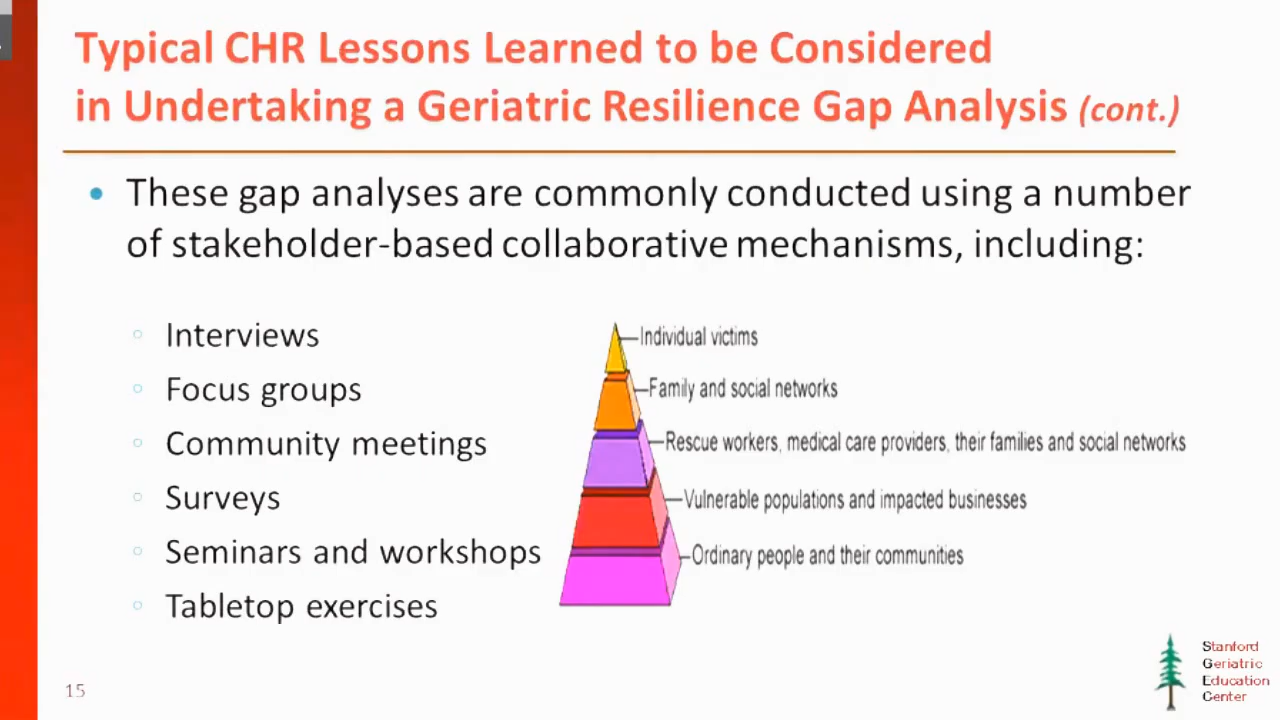 Typical CHR Lessons Learned to be Considered
in Undertaking a Geriatric Resilience Gap Analysis (cont.)
• These gap analyses are commonly conducted using a number
of stakeholder-based collaborative mechanisms, including:
◦ Interviews
◦ Focus groups
◦ Community meetings
◦ Surveys
◦ Seminars and workshops
◦ Tabletop exercises
Individual victims
Family and social networks
Rescue workers, medical care providers, their families and social networks
Vulnerable populations and impacted businesses
Ordinary people and their communities
15
Stanford
Geriatric
Education
Center